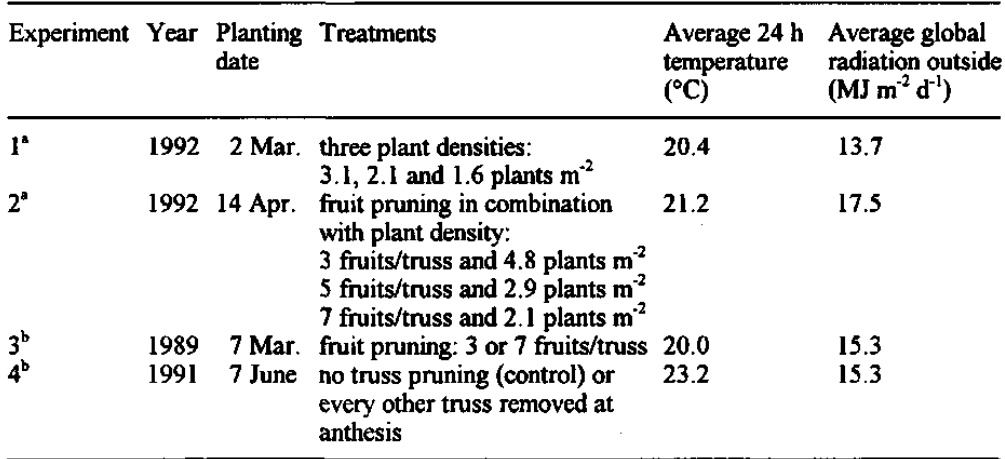 Experiment Year Planting Treatments Average 24 h Average global
date temperature radiation outside
(°C) (MJ m⁻² d⁻¹)
1ᵃ 1992 2 Mar. three plant densities: 20.4 13.7
3.1, 2.1 and 1.6 plants m⁻²
2ᵃ 1992 14 Apr. fruit pruning in combination 21.2 17.5
with plant density:
3 fruits/truss and 4.8 plants m⁻²
5 fruits/truss and 2.9 plants m⁻²
7 fruits/truss and 2.1 plants m⁻²
3ᵇ 1989 7 Mar. fruit pruning: 3 or 7 fruits/truss 20.0 15.3
4ᵇ 1991 7 June no truss pruning (control) or 23.2 15.3
every other truss removed at
anthesis